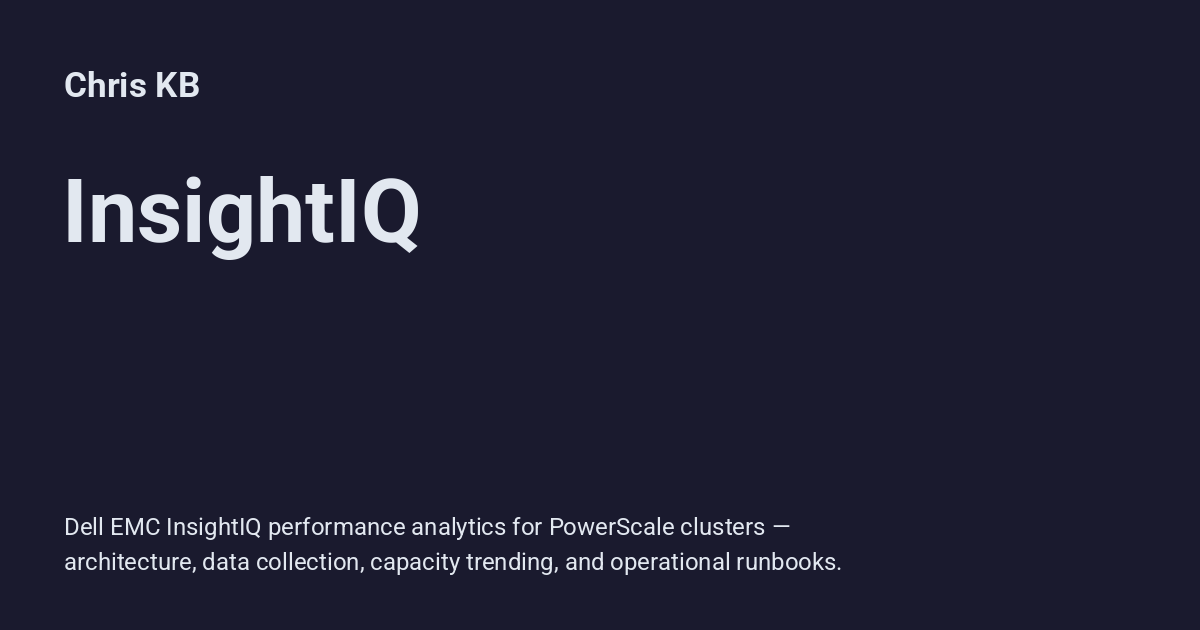 Chris KB
InsightIQ
Dell EMC InsightIQ performance analytics for PowerScale clusters —
architecture, data collection, capacity trending, and operational runbooks.